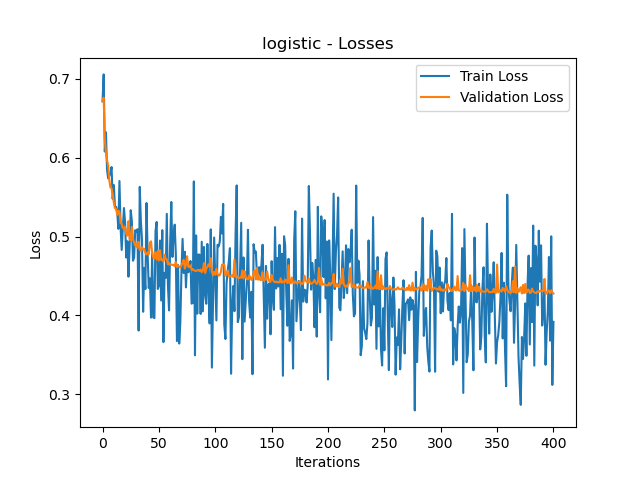 logistic - Losses
Train Loss
Validation Loss
Loss
0.7
0.6
0.5
0.4
0.3
0 50 100 150 200 250 300 350 400
Iterations